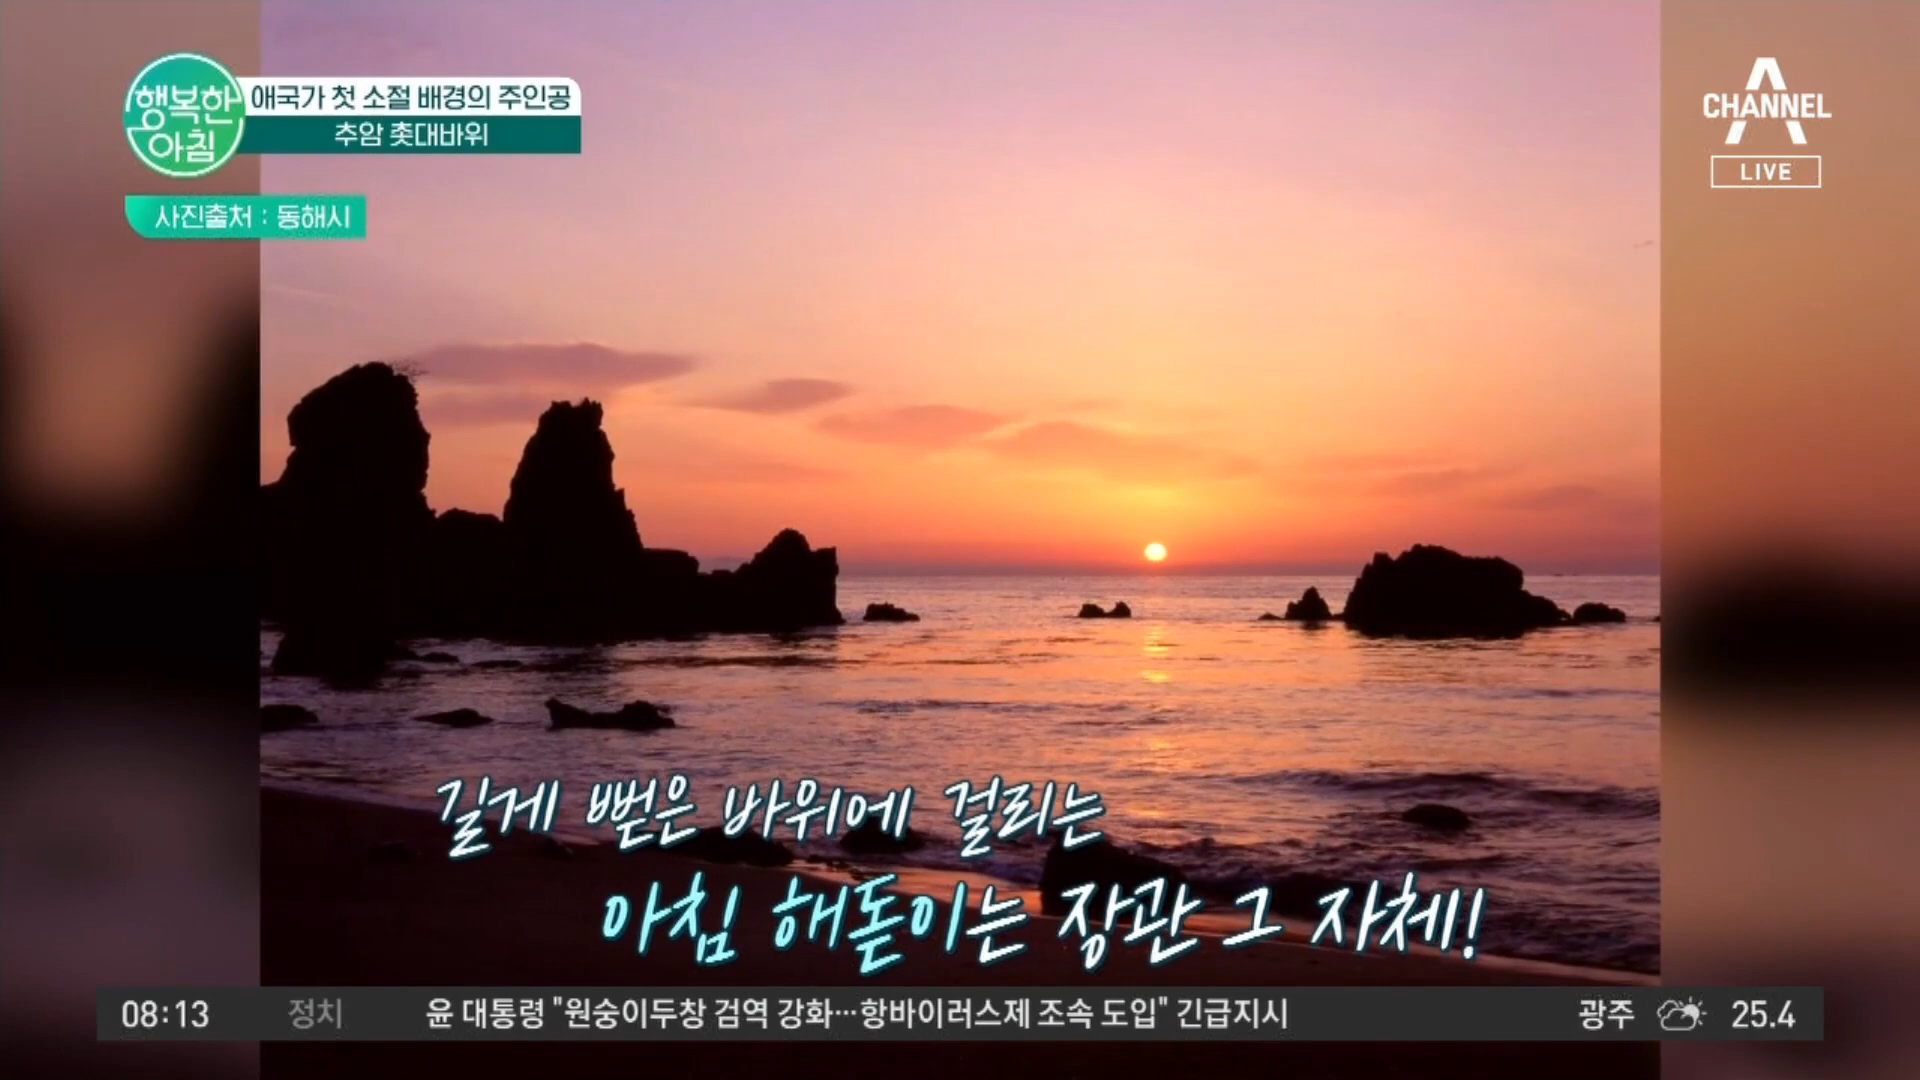 행복한
아침
애국가 첫 소절 배경의 주인공
추암 촛대바위
사진출처 : 동해시
CHANNEL A
LIVE
길게 뻗은 바위에 걸리는
아침 해돋이는 장관 그 자체!
08:13 정치 윤 대통령 "원숭이두창 검역 강화…항바이러스제 조속 도입" 긴급지시 광주 25.4